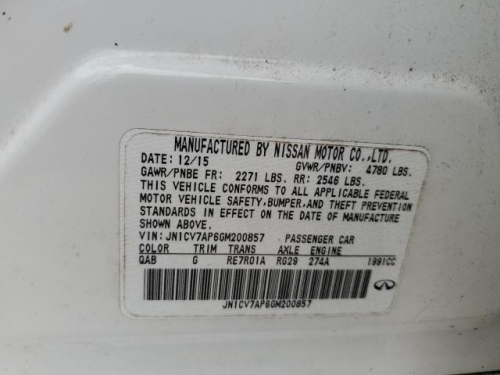 MANUFACTURED BY NISSAN MOTOR CO.,LTD.
DATE: 12/15 GVWR/PNBV: 4780 LBS.
GAWR/PNBE FR: 2271 LBS. RR: 2546 LBS.
THIS VEHICLE CONFORMS TO ALL APPLICABLE FEDERAL
MOTOR VEHICLE SAFETY,BUMPER,AND THEFT PREVENTION
STANDARDS IN EFFECT ON THE DATE OF MANUFACTURE
SHOWN ABOVE.
VIN: JN1CV7AP6GM200857 PASSENGER CAR
COLOR TRIM TRANS AXLE ENGINE
QAB G RE7R01A RG29 274A 1991CC
JN1CV7AP6GM200857